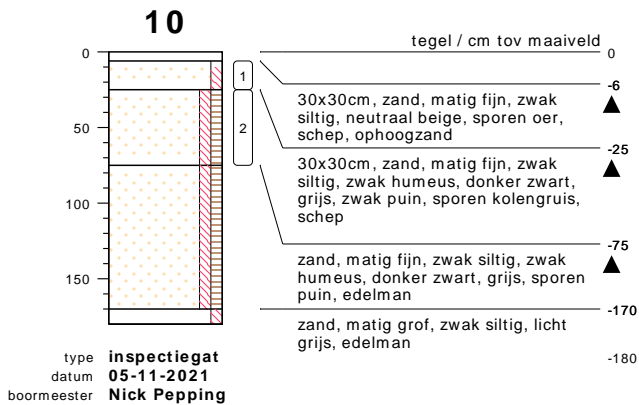 10
tegel / cm tov maaiveld
0
0
-6
1
30x30cm, zand, matig fijn, zwak
siltig, neutraal beige, sporen oer,
schep, ophoogzand
-25
50
2
30x30cm, zand, matig fijn, zwak
siltig, zwak humeus, donker zwart,
grijs, zwak puin, sporen kolengruis,
schep
-75
100
zand, matig fijn, zwak siltig, zwak
humeus, donker zwart, grijs, sporen
puin, edelman
150
-170
zand, matig grof, zwak siltig, licht
grijs, edelman
-180
type inspectiegat
datum 05-11-2021
boormeester Nick Pepping